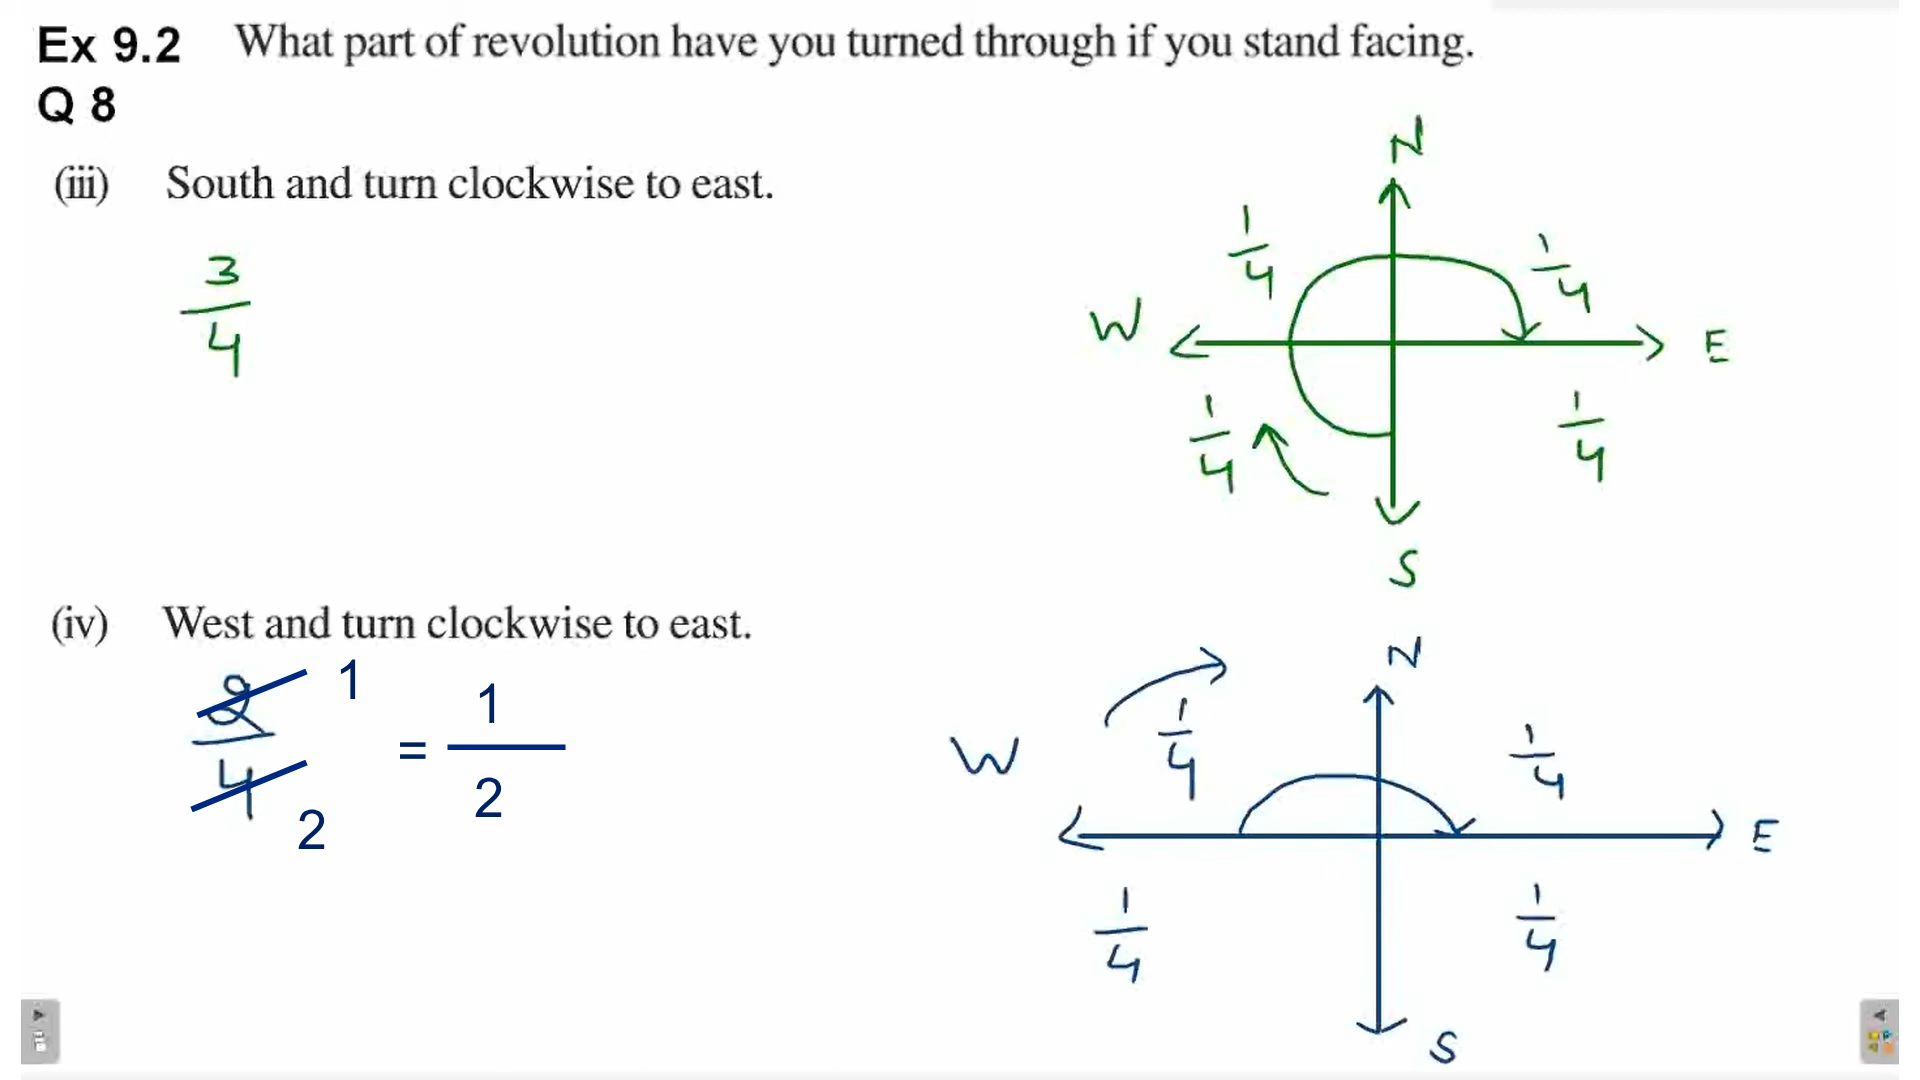 Ex 9.2 What part of revolution have you turned through if you stand facing.
Q 8
(iii) South and turn clockwise to east.
3/4
N
1/4 1/4
W E
1/4 1/4
S
(iv) West and turn clockwise to east.
2/4 1 2 = 1/2
N
1/4 1/4
W E
1/4 1/4
S